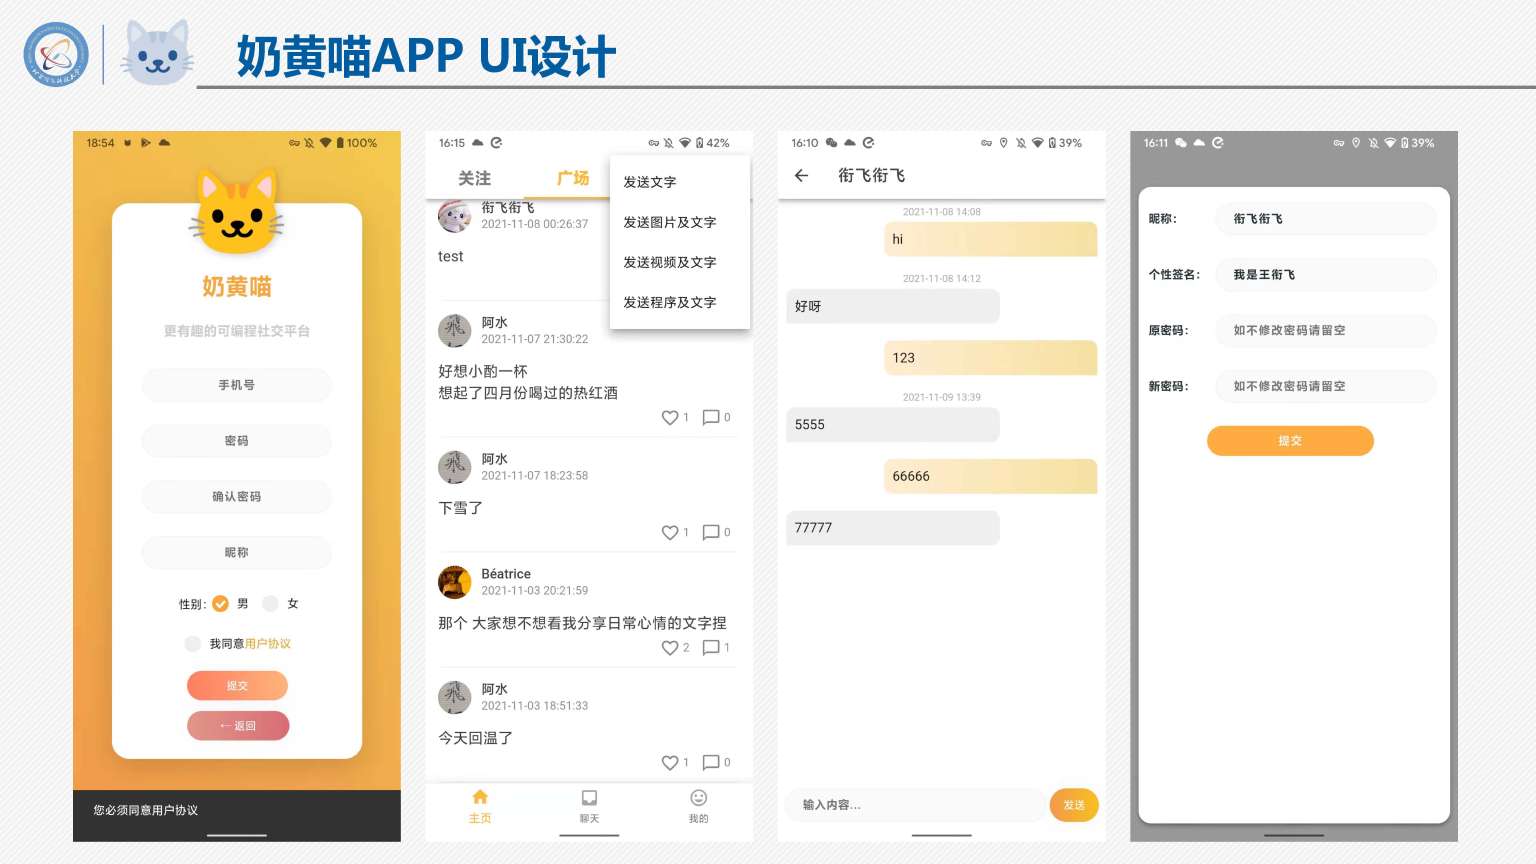 奶黄喵APP UI设计
18:54
100%
奶黄喵
更有趣的可编程社交平台
手机号
密码
确认密码
昵称
性别: 男 女
我同意用户协议
提交
← 返回
您必须同意用户协议
16:15
42%
关注 广场
发送文字
发送图片及文字
发送视频及文字
发送程序及文字
衔飞衔飞
2021-11-08 00:26:37
test
阿水
2021-11-07 21:30:22
好想小酌一杯
想起了四月份喝过的热红酒
1 0
阿水
2021-11-07 18:23:58
下雪了
1 0
Béatrice
2021-11-03 20:21:59
那个 大家想不想看我分享日常心情的文字捏
2 1
阿水
2021-11-03 18:51:33
今天回温了
1 0
主页 聊天 我的
16:10
39%
衔飞衔飞
2021-11-08 14:08
hi
2021-11-08 14:12
好呀
123
2021-11-09 13:39
5555
66666
77777
输入内容...
发送
16:11
39%
昵称: 衔飞衔飞
个性签名: 我是王衔飞
原密码: 如不修改密码请留空
新密码: 如不修改密码请留空
提交